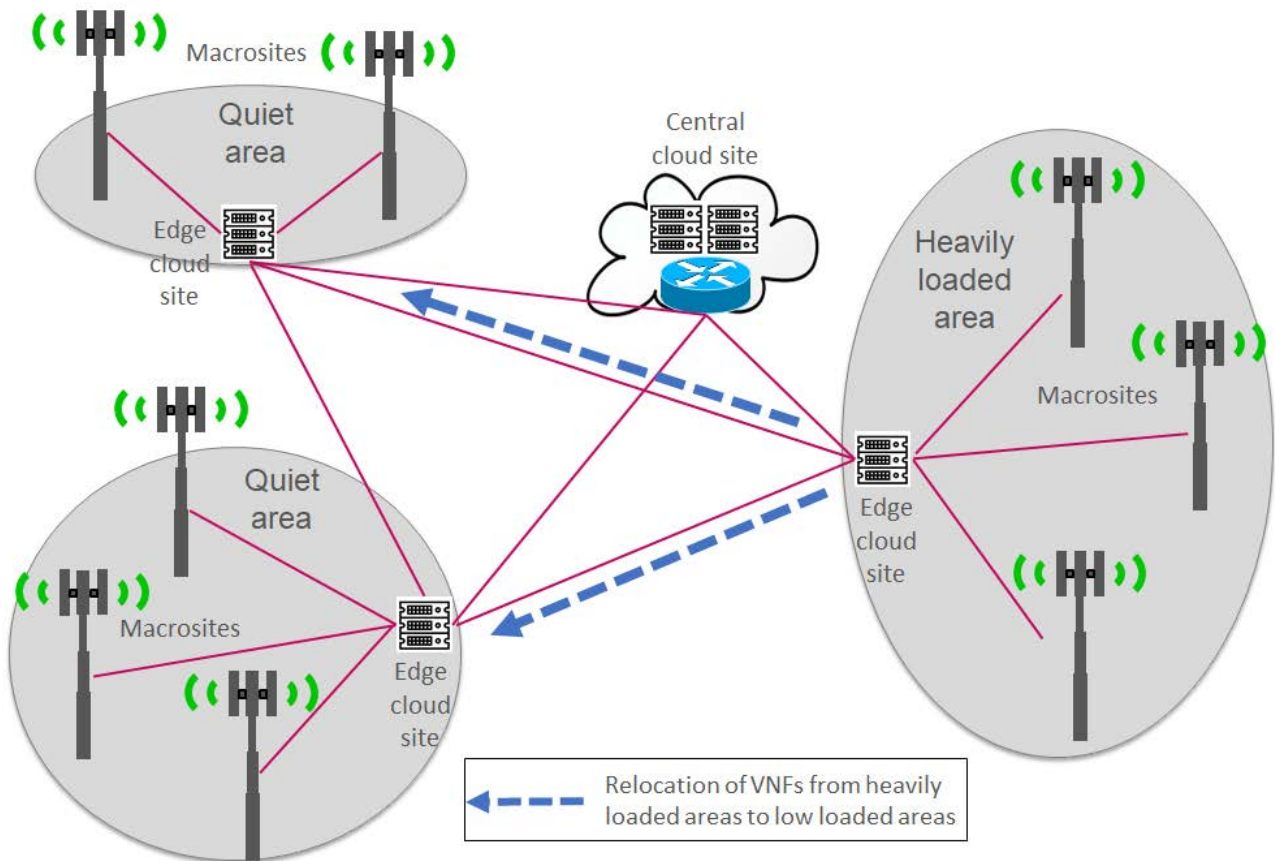 Macrosites
Quiet
area
Edge
cloud
site
Central
cloud site
Heavily
loaded
area
Macrosites
Edge
cloud
site
Quiet
area
Macrosites
Edge
cloud
site
Relocation of VNFs from heavily
loaded areas to low loaded areas